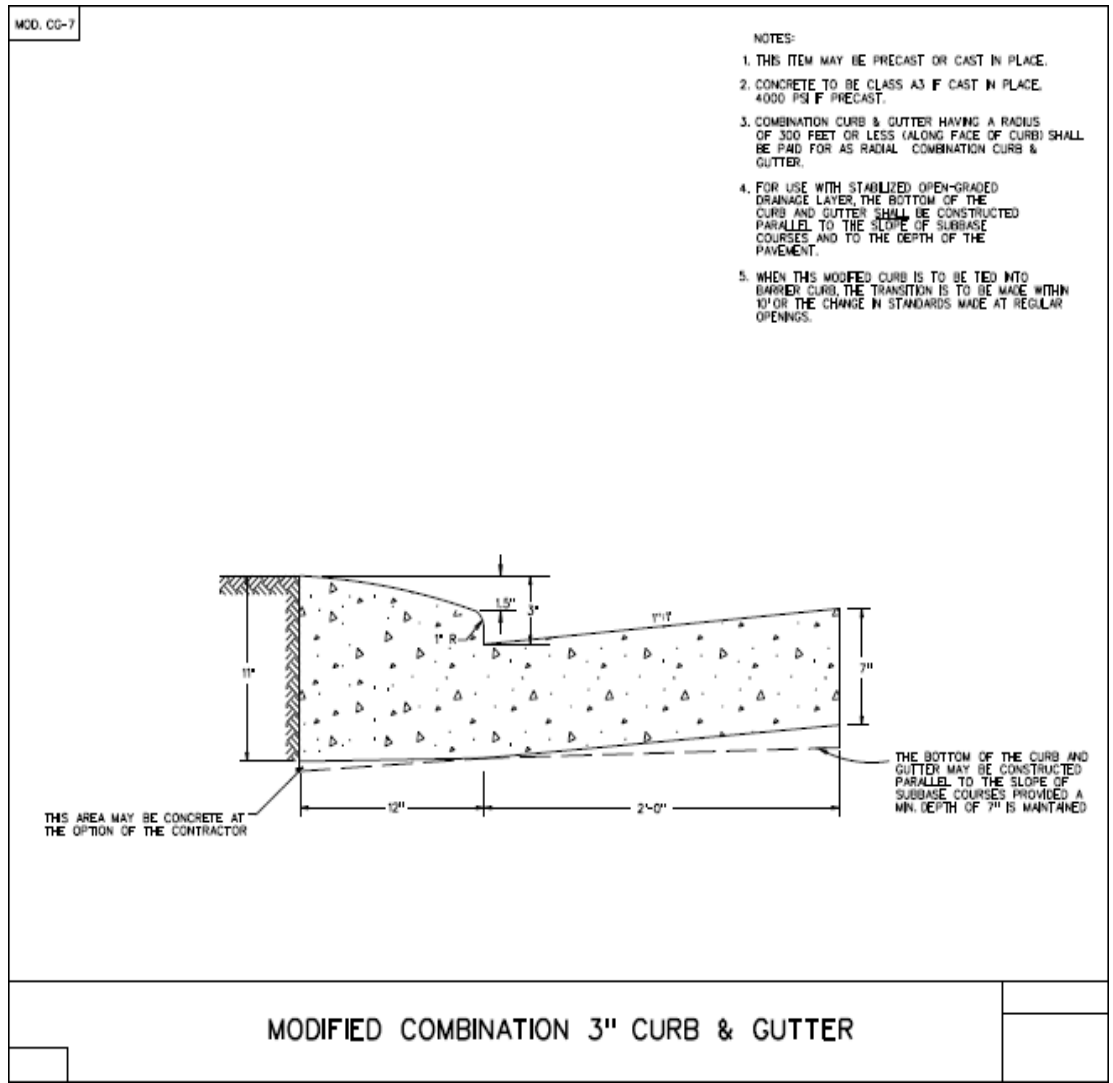 MOD. CG-7
NOTES:
1. THIS ITEM MAY BE PRECAST OR CAST IN PLACE.
2. CONCRETE TO BE CLASS A3 IF CAST IN PLACE,
4000 PSI IF PRECAST.
3. COMBINATION CURB & GUTTER HAVING A RADIUS
OF 300 FEET OR LESS (ALONG FACE OF CURB) SHALL
BE PAID FOR AS RADIAL COMBINATION CURB &
GUTTER.
4. FOR USE WITH STABILIZED OPEN-GRADED
DRAINAGE LAYER, THE BOTTOM OF THE
CURB AND GUTTER SHALL BE CONSTRUCTED
PARALLEL TO THE SLOPE OF SUBBASE
COURSES AND TO THE DEPTH OF THE
PAVEMENT.
5. WHEN THIS MODIFIED CURB IS TO BE TIED INTO
BARRIER CURB, THE TRANSITION IS TO BE MADE WITHIN
10' OR THE CHANGE IN STANDARDS MADE AT REGULAR
OPENINGS.
1.5"
3"
1":1'
1" R
11"
7"
12"
2'-0"
THE BOTTOM OF THE CURB AND
GUTTER MAY BE CONSTRUCTED
PARALLEL TO THE SLOPE OF
SUBBASE COURSES PROVIDED A
MIN. DEPTH OF 7" IS MAINTAINED
THIS AREA MAY BE CONCRETE AT
THE OPTION OF THE CONTRACTOR
MODIFIED COMBINATION 3" CURB & GUTTER